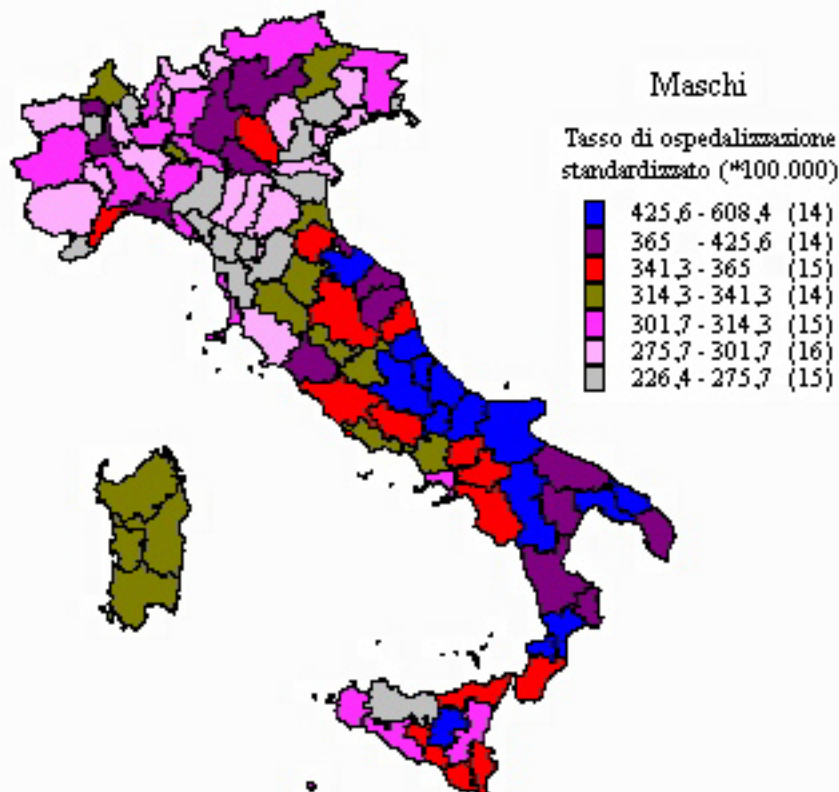 Maschi
Tasso di ospedalizzazione
standardizzato (*100.000)
425,6 - 608,4 (14)
365 - 425,6 (14)
341,3 - 365 (15)
314,3 - 341,3 (14)
301,7 - 314,3 (15)
275,7 - 301,7 (16)
226,4 - 275,7 (15)